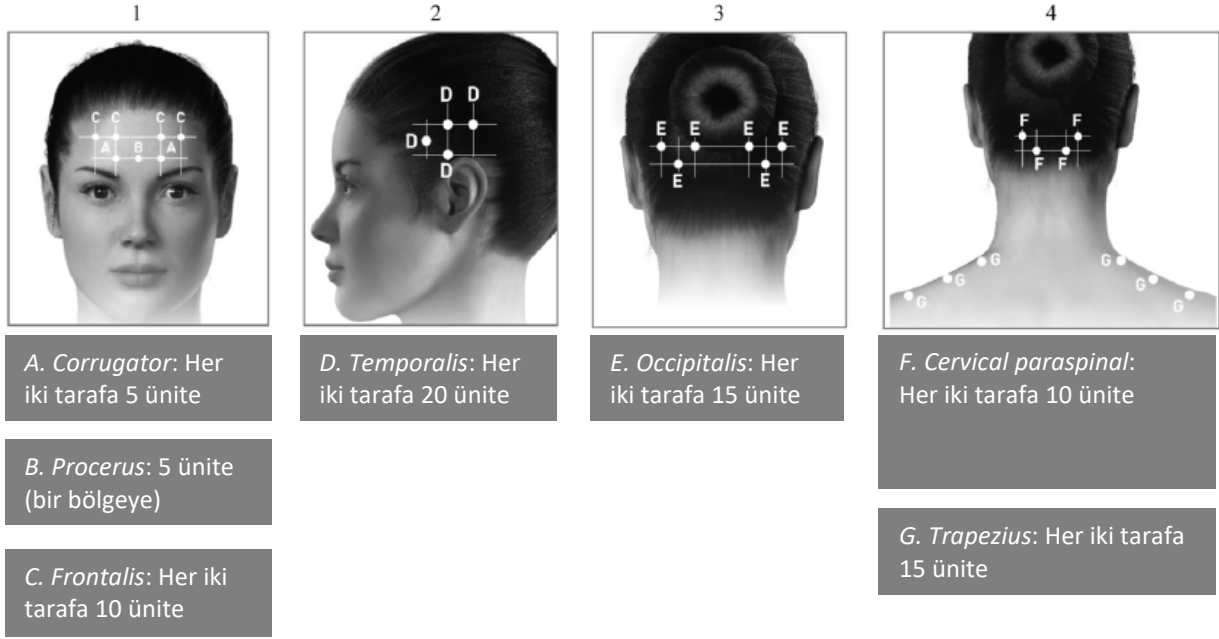 1
2
3
4
C C C C
A B A
D D
D
D
E E E E
E E
F F
F F
G G
G G
G G
A. Corrugator: Her
iki tarafa 5 ünite
B. Procerus: 5 ünite
(bir bölgeye)
C. Frontalis: Her iki
tarafa 10 ünite
D. Temporalis: Her
iki tarafa 20 ünite
E. Occipitalis: Her
iki tarafa 15 ünite
F. Cervical paraspinal:
Her iki tarafa 10 ünite
G. Trapezius: Her iki tarafa
15 ünite